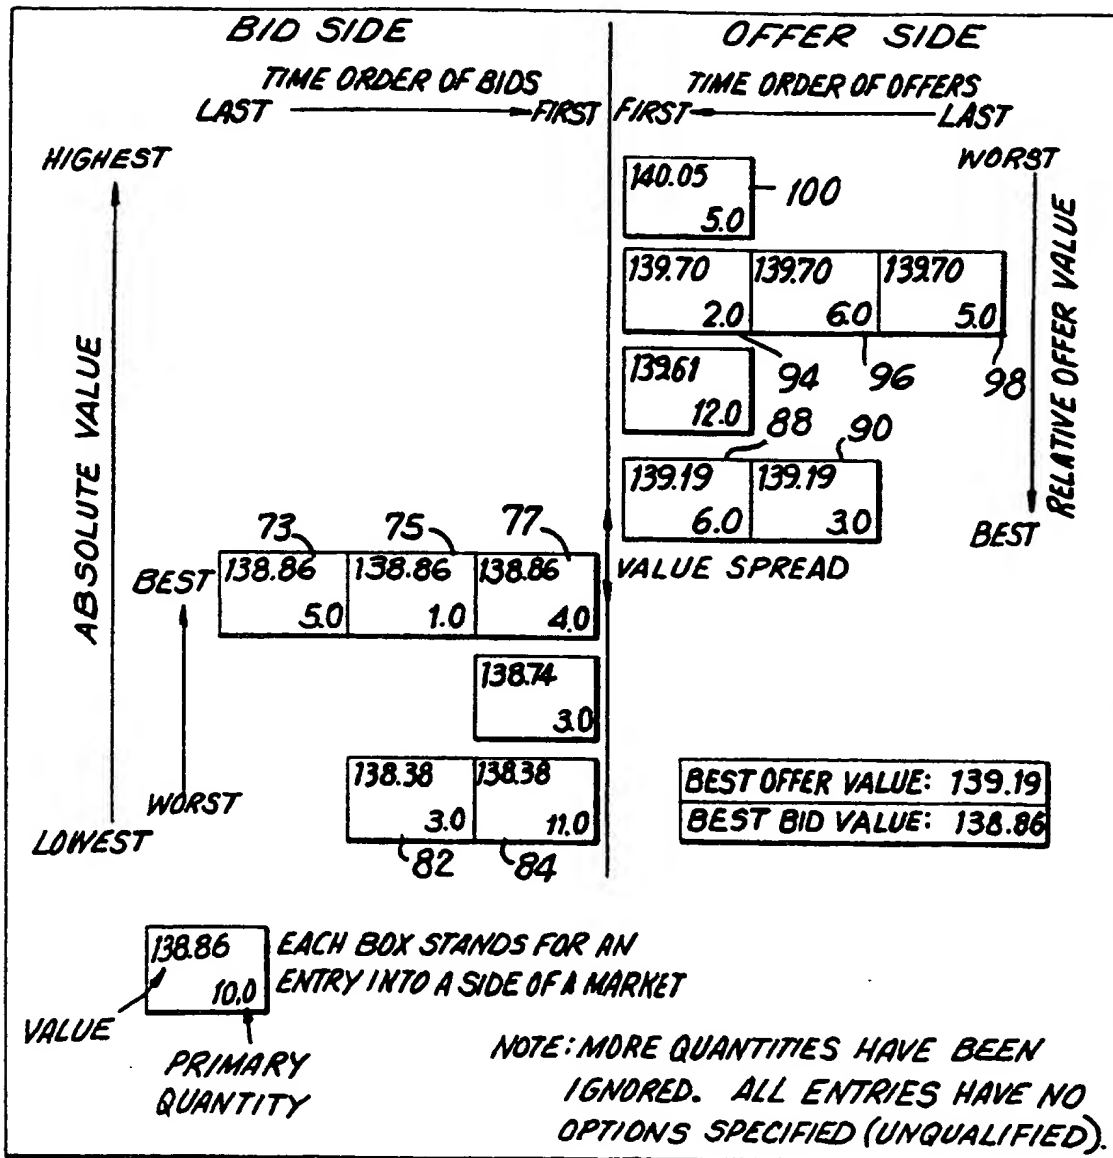 BID SIDE
OFFER SIDE
TIME ORDER OF BIDS
TIME ORDER OF OFFERS
LAST
FIRST
FIRST
LAST
HIGHEST
WORST
140.05
5.0
100
139.70
2.0
139.70
6.0
139.70
5.0
94
96
98
139.61
12.0
88
90
139.19
6.0
139.19
3.0
RELATIVE OFFER VALUE
BEST
ABSOLUTE VALUE
VALUE SPREAD
73
75
77
BEST
138.86
5.0
138.86
1.0
138.86
4.0
138.74
3.0
138.38
3.0
138.38
11.0
WORST
LOWEST
82
84
BEST OFFER VALUE: 139.19
BEST BID VALUE: 138.86
138.86
10.0
EACH BOX STANDS FOR AN
ENTRY INTO A SIDE OF A MARKET
VALUE
PRIMARY
QUANTITY
NOTE: MORE QUANTITIES HAVE BEEN
IGNORED. ALL ENTRIES HAVE NO
OPTIONS SPECIFIED (UNQUALIFIED).